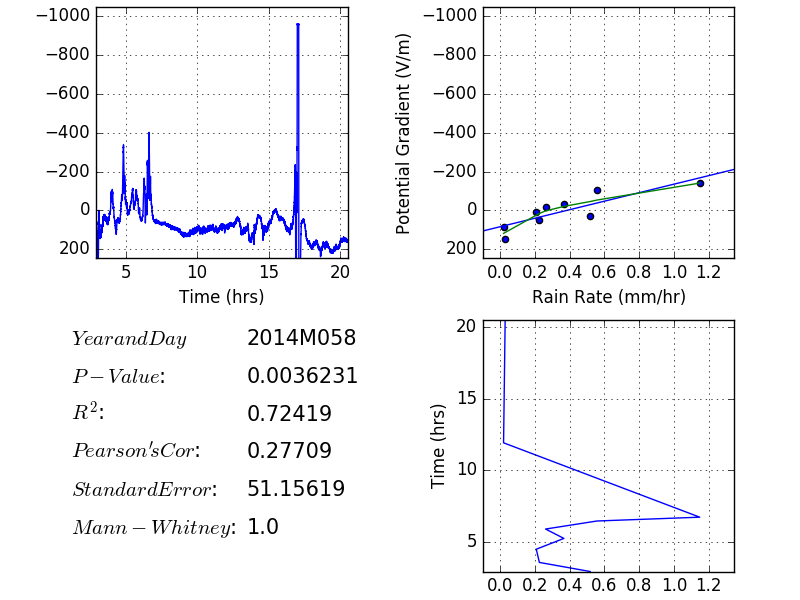 −1000
−800
−600
−400
−200
0
200
5
10
15
20
Time (hrs)
−1000
−800
−600
−400
−200
0
200
Potential Gradient (V/m)
0.0 0.2 0.4 0.6 0.8 1.0 1.2
Rain Rate (mm/hr)
YearandDay 2014M058
P−Value: 0.0036231
R²: 0.72419
Pearson'sCor: 0.27709
StandardError: 51.15619
Mann−Whitney: 1.0
20
15
10
5
Time (hrs)
0.0 0.2 0.4 0.6 0.8 1.0 1.2